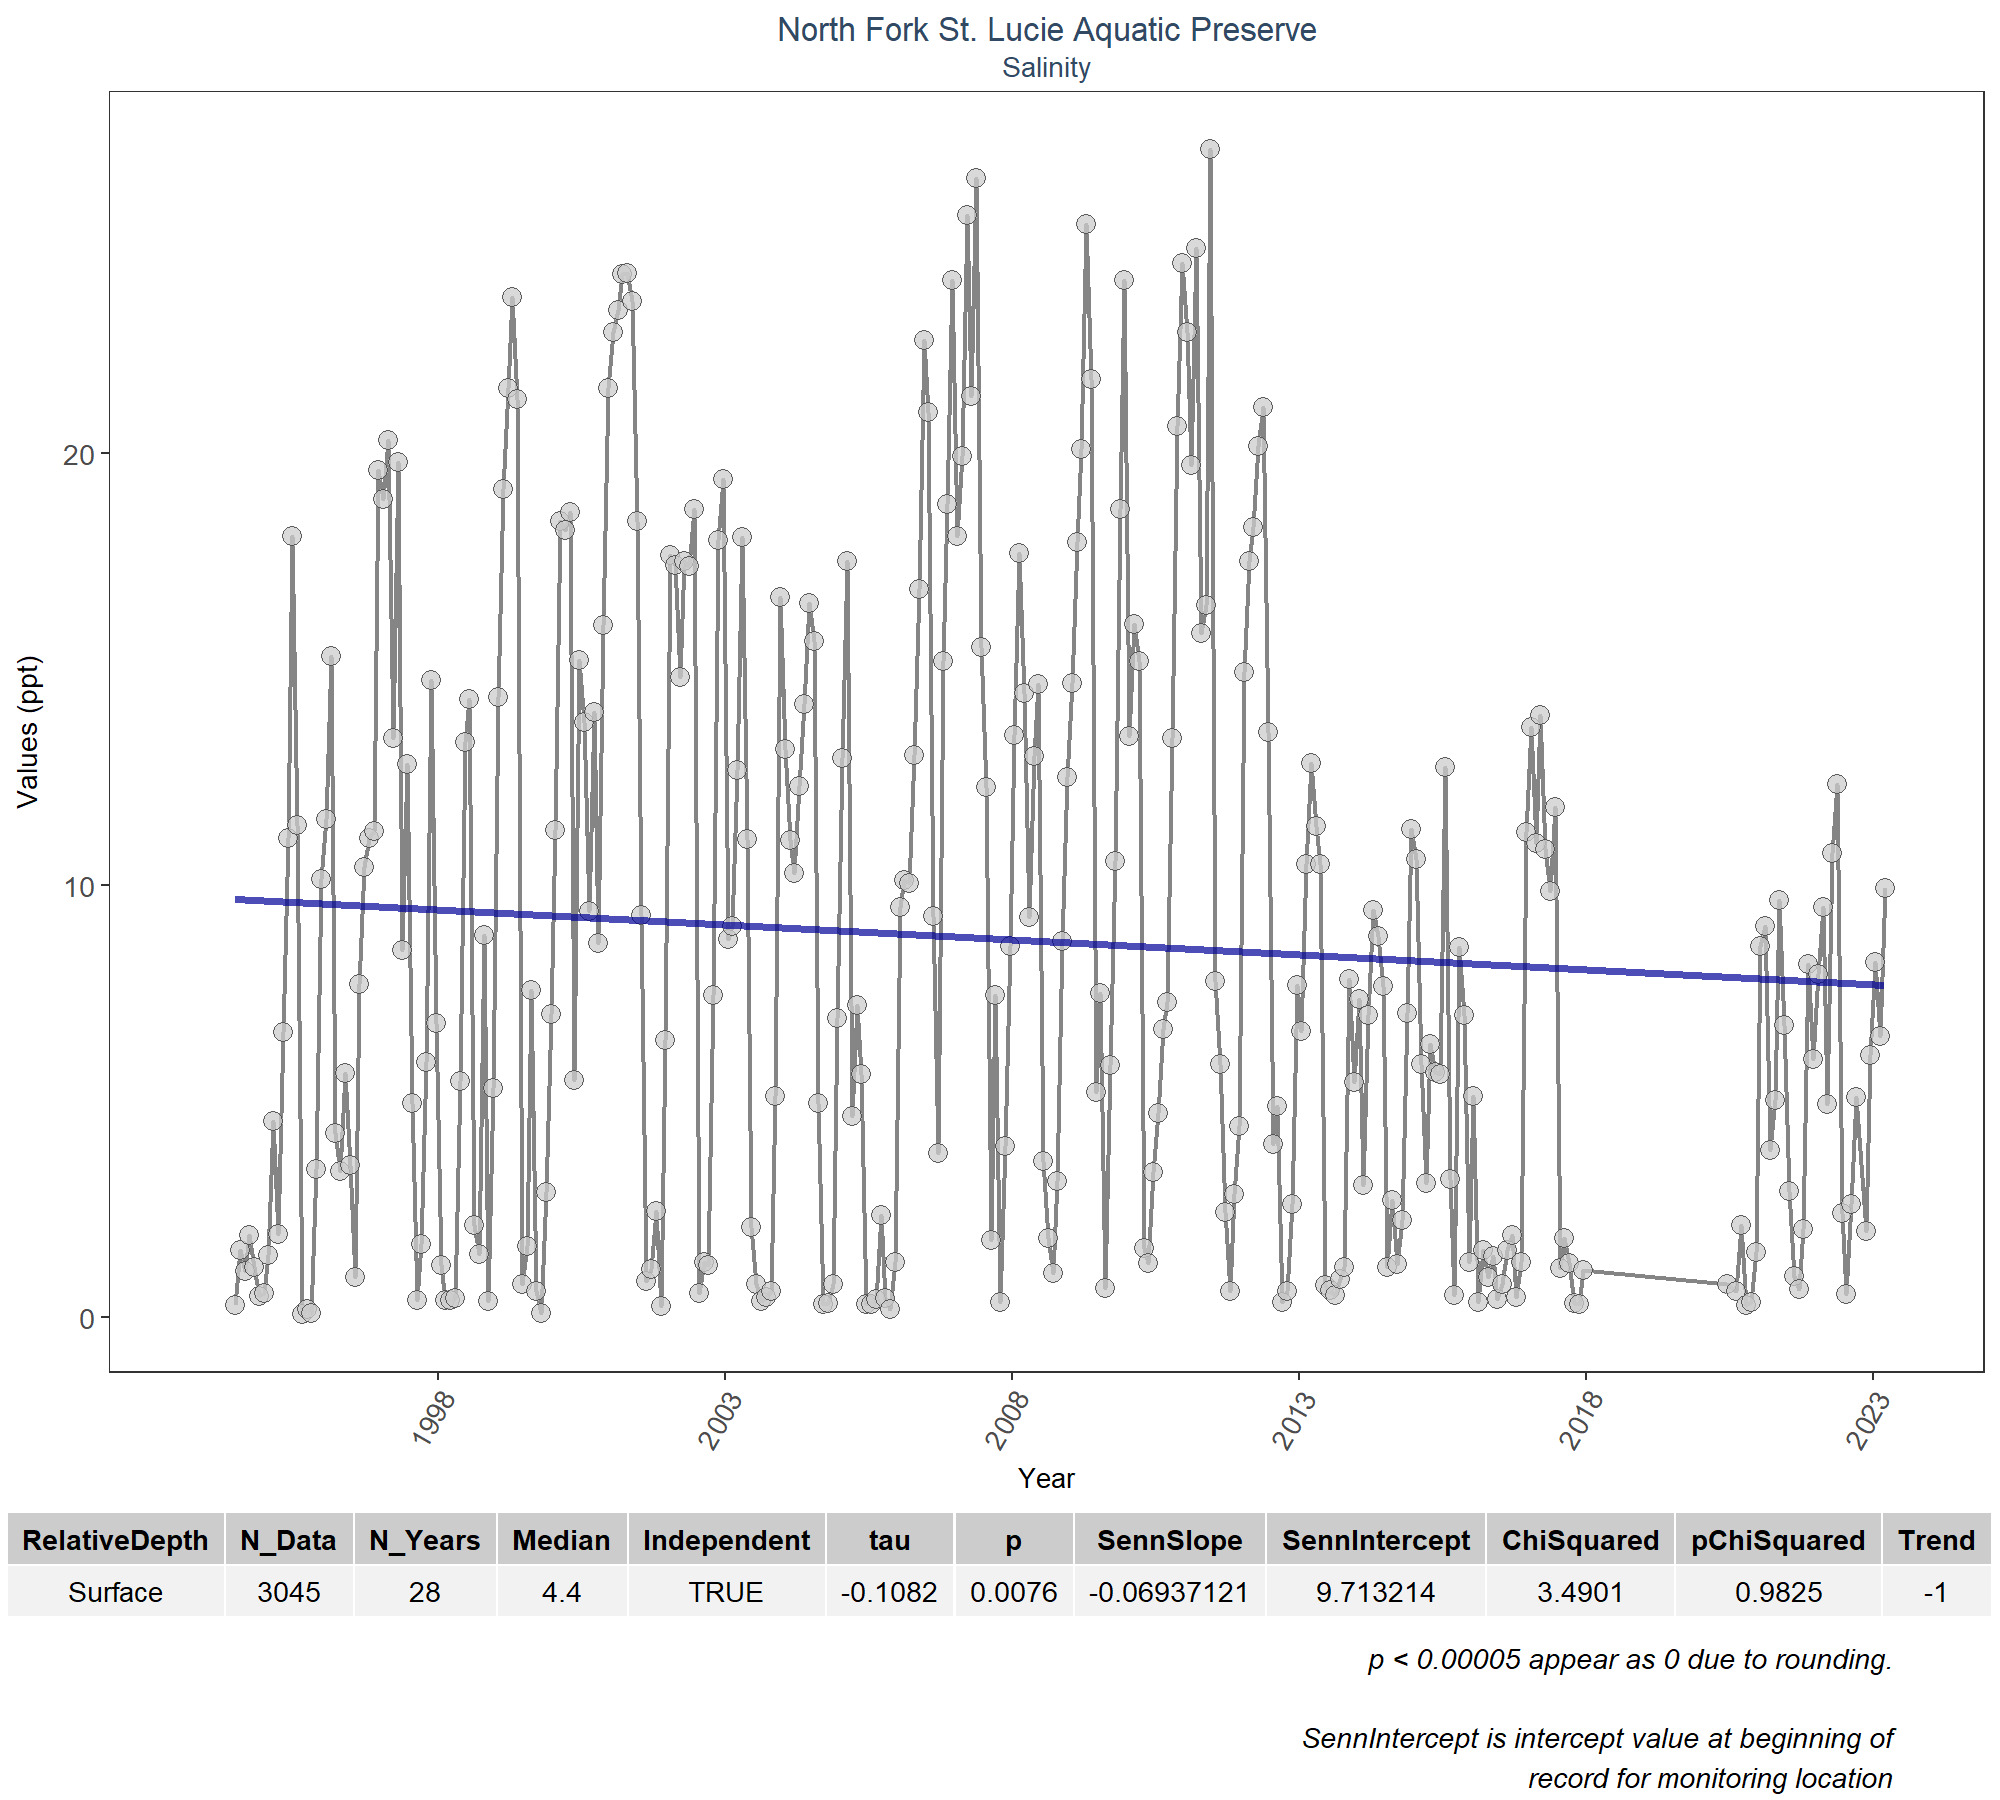 North Fork St. Lucie Aquatic Preserve
Salinity
Values (ppt)
20
10
0
1998 2003 2008 2013 2018 2023
Year
RelativeDepth N_Data N_Years Median Independent tau p SennSlope SennIntercept ChiSquared pChiSquared Trend
Surface 3045 28 4.4 TRUE -0.1082 0.0076 -0.06937121 9.713214 3.4901 0.9825 -1
p < 0.00005 appear as 0 due to rounding.
SennIntercept is intercept value at beginning of
record for monitoring location